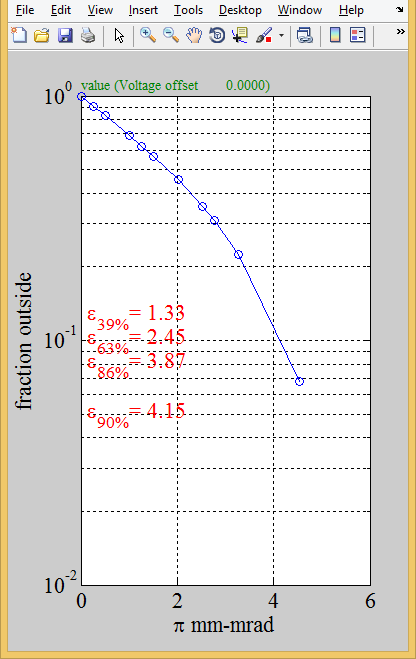 File Edit View Insert Tools Desktop Window Help
value (Voltage offset 0.0000)
10^0
ε39% = 1.33
10^-1
ε63% = 2.45
ε86% = 3.87
ε90% = 4.15
10^-2
0 2 4 6
π mm-mrad
fraction outside